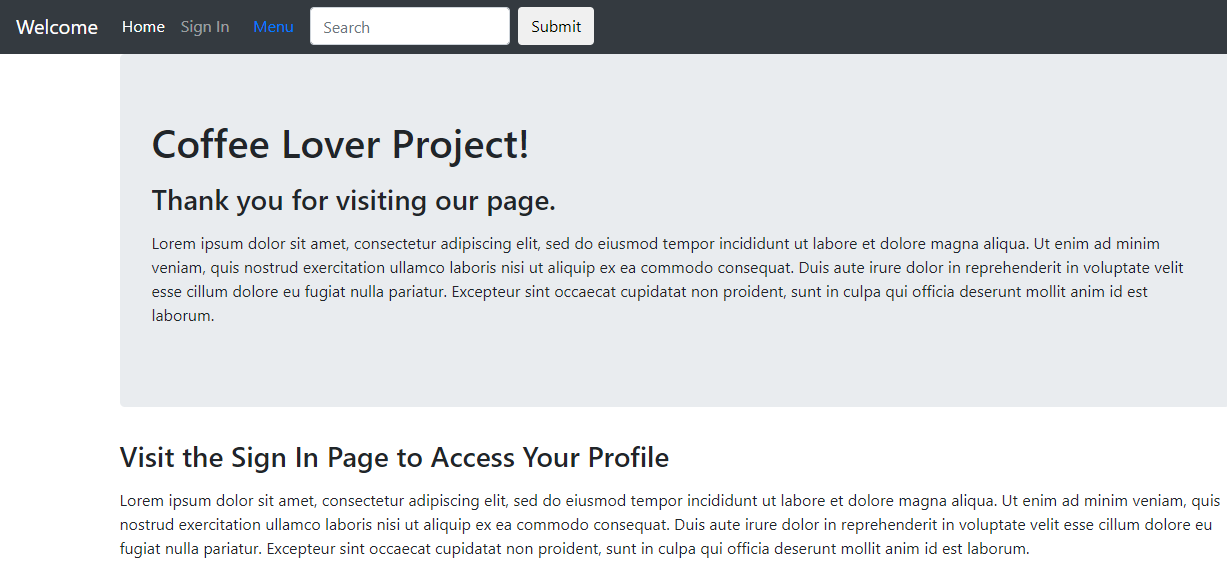 Welcome Home Sign In Menu Search Submit
Coffee Lover Project!
Thank you for visiting our page.
Lorem ipsum dolor sit amet, consectetur adipiscing elit, sed do eiusmod tempor incididunt ut labore et dolore magna aliqua. Ut enim ad minim
veniam, quis nostrud exercitation ullamco laboris nisi ut aliquip ex ea commodo consequat. Duis aute irure dolor in reprehenderit in voluptate velit
esse cillum dolore eu fugiat nulla pariatur. Excepteur sint occaecat cupidatat non proident, sunt in culpa qui officia deserunt mollit anim id est
laborum.
Visit the Sign In Page to Access Your Profile
Lorem ipsum dolor sit amet, consectetur adipiscing elit, sed do eiusmod tempor incididunt ut labore et dolore magna aliqua. Ut enim ad minim veniam, quis
nostrud exercitation ullamco laboris nisi ut aliquip ex ea commodo consequat. Duis aute irure dolor in reprehenderit in voluptate velit esse cillum dolore eu
fugiat nulla pariatur. Excepteur sint occaecat cupidatat non proident, sunt in culpa qui officia deserunt mollit anim id est laborum.